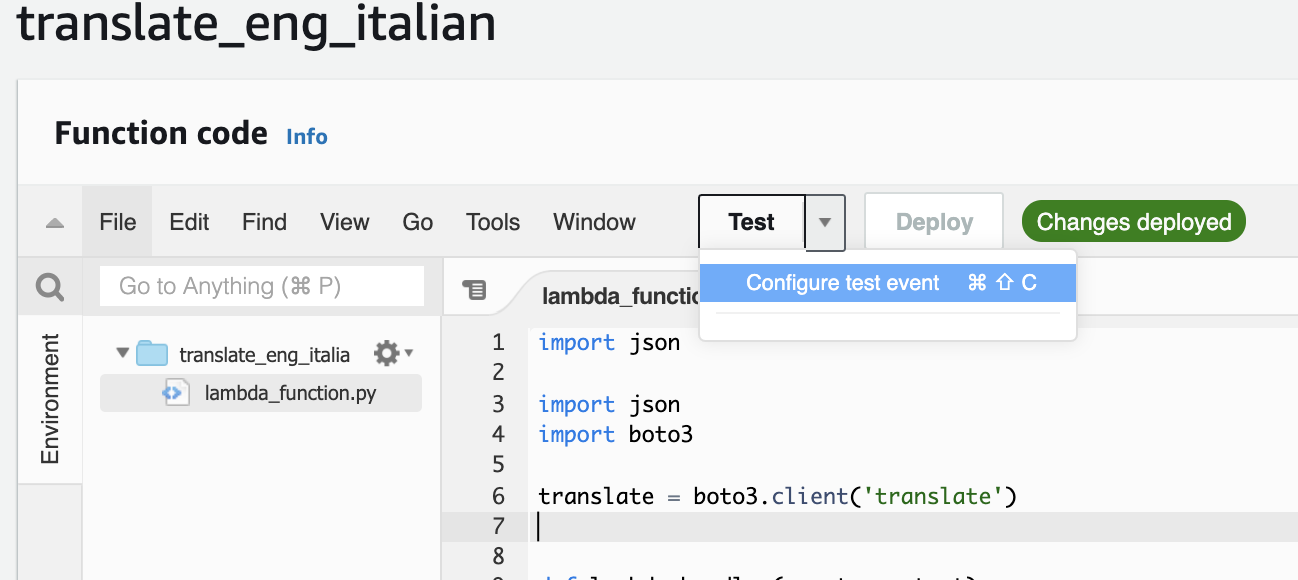 translate_eng_italian
Function code Info
File Edit Find View Go Tools Window Test Deploy Changes deployed
Configure test event ⌘ ⇧ C
Go to Anything (⌘ P)
Environment
translate_eng_italia
lambda_function.py
1 import json
2
3 import json
4 import boto3
5
6 translate = boto3.client('translate')
7
8